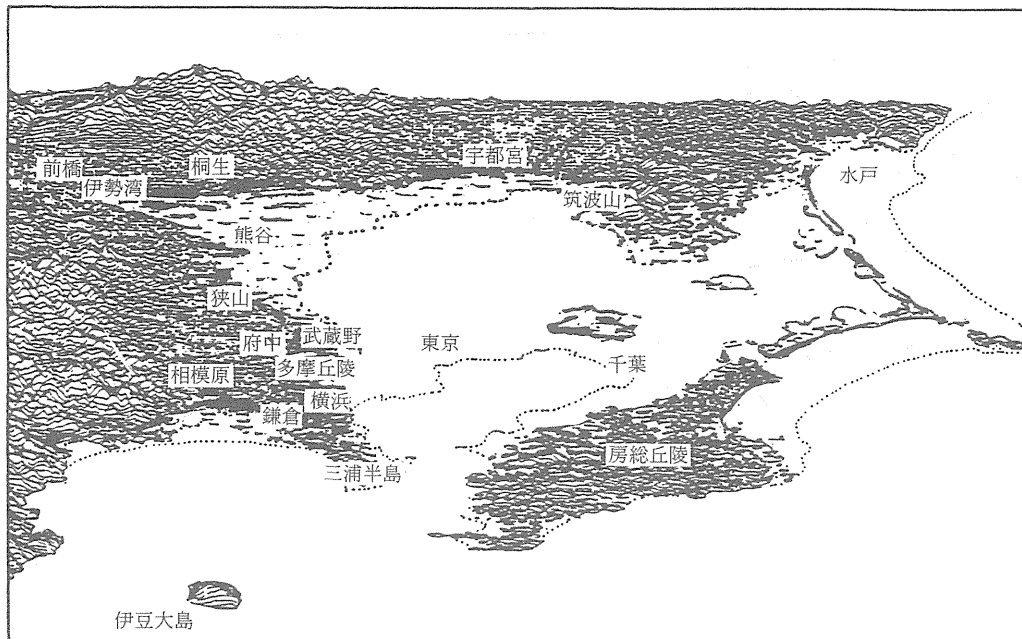 前橋
桐生
宇都宮
伊勢湾
筑波山
水戸
熊谷
狭山
府中
武蔵野
東京
相模原
多摩丘陵
千葉
横浜
鎌倉
三浦半島
房総丘陵
伊豆大島